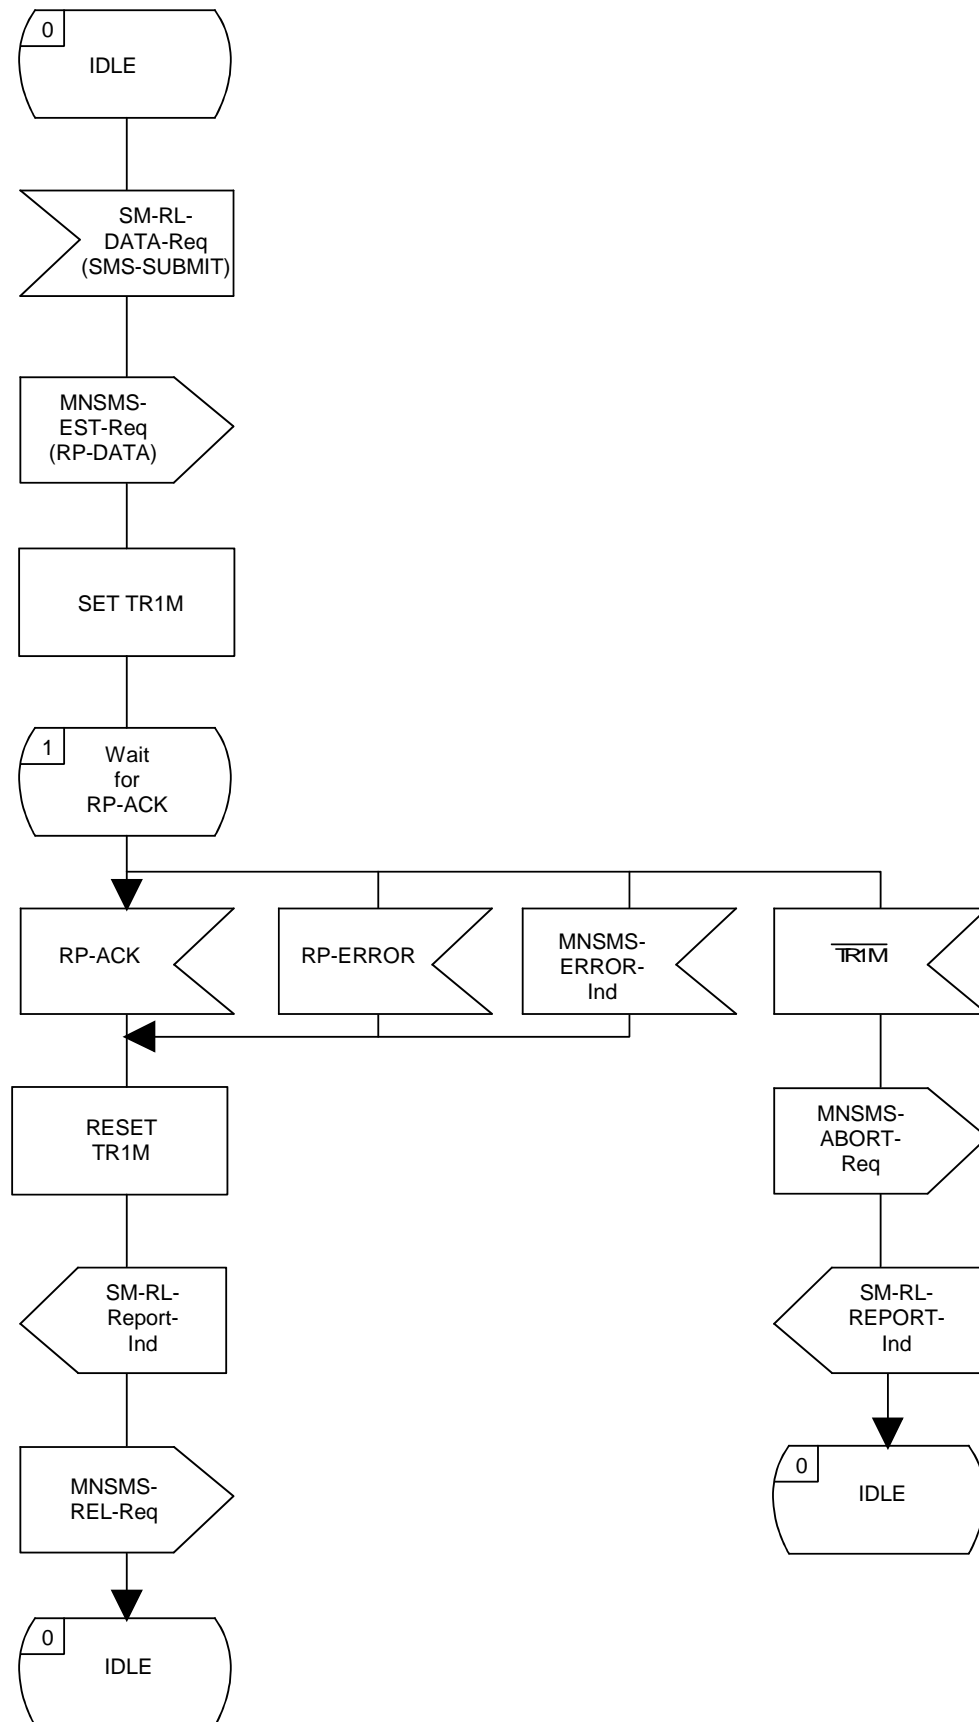 0
IDLE
SM-RL-
DATA-Req
(SMS-SUBMIT)
MNSMS-
EST-Req
(RP-DATA)
SET TR1M
1
Wait
for
RP-ACK
RP-ACK
RP-ERROR
MNSMS-
ERROR-
Ind
TR1M
RESET
TR1M
MNSMS-
ABORT-
Req
SM-RL-
Report-
Ind
SM-RL-
REPORT-
Ind
MNSMS-
REL-Req
0
IDLE
0
IDLE